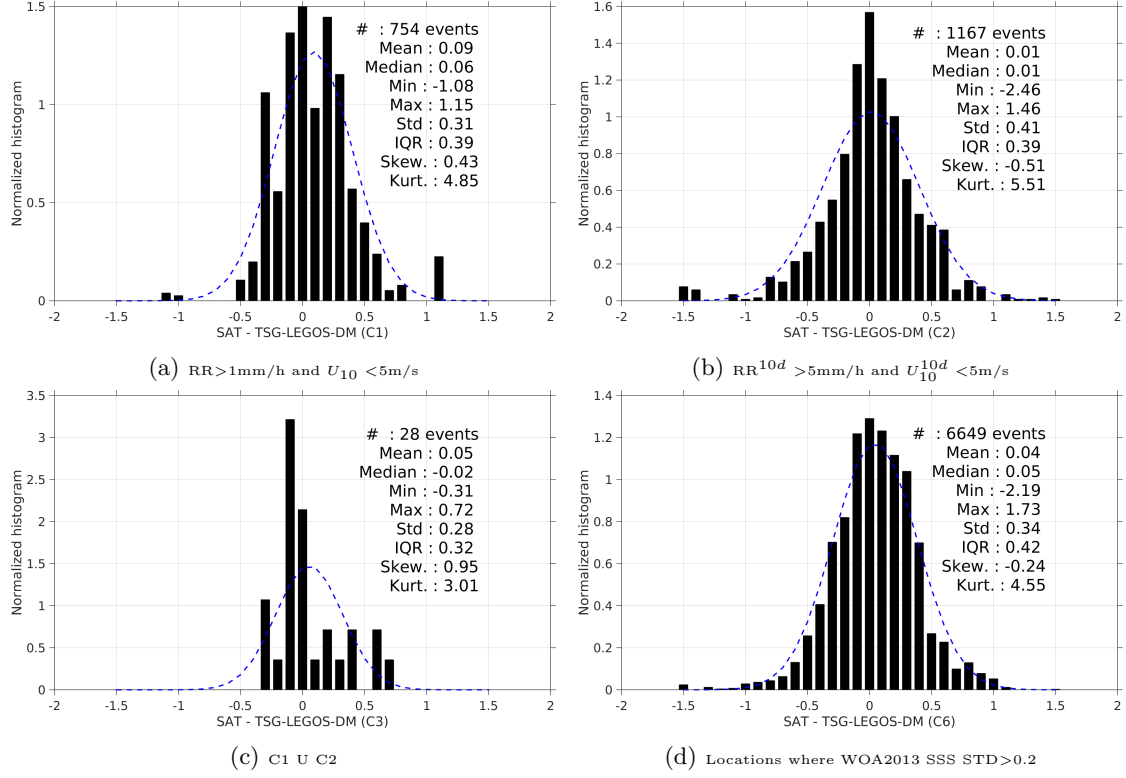 Normalized histogram
1.5
1
0.5
0
# : 754 events
Mean : 0.09
Median : 0.06
Min : -1.08
Max : 1.15
Std : 0.31
IQR : 0.39
Skew. : 0.43
Kurt. : 4.85
-2 -1.5 -1 -0.5 0 0.5 1 1.5 2
SAT - TSG-LEGOS-DM (C1)
(a) RR>1mm/h and U10 <5m/s
Normalized histogram
1.6
1.4
1.2
1
0.8
0.6
0.4
0.2
0
# : 1167 events
Mean : 0.01
Median : 0.01
Min : -2.46
Max : 1.46
Std : 0.41
IQR : 0.39
Skew. : -0.51
Kurt. : 5.51
-2 -1.5 -1 -0.5 0 0.5 1 1.5 2
SAT - TSG-LEGOS-DM (C2)
(b) RR10d >5mm/h and U10 10d <5m/s
Normalized histogram
3.5
3
2.5
2
1.5
1
0.5
0
# : 28 events
Mean : 0.05
Median : -0.02
Min : -0.31
Max : 0.72
Std : 0.28
IQR : 0.32
Skew. : 0.95
Kurt. : 3.01
-2 -1.5 -1 -0.5 0 0.5 1 1.5 2
SAT - TSG-LEGOS-DM (C3)
(c) C1 U C2
Normalized histogram
1.4
1.2
1
0.8
0.6
0.4
0.2
0
# : 6649 events
Mean : 0.04
Median : 0.05
Min : -2.19
Max : 1.73
Std : 0.34
IQR : 0.42
Skew. : -0.24
Kurt. : 4.55
-2 -1.5 -1 -0.5 0 0.5 1 1.5 2
SAT - TSG-LEGOS-DM (C6)
(d) Locations where WOA2013 SSS STD>0.2